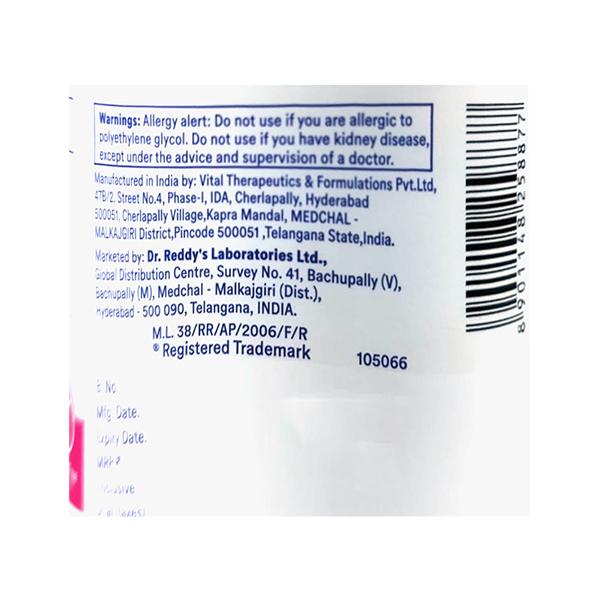 Warnings: Allergy alert: Do not use if you are allergic to
polyethylene glycol. Do not use if you have kidney disease,
except under the advice and supervision of a doctor.
Manufactured in India by: Vital Therapeutics & Formulations Pvt.Ltd,
47B/2, Street No.4, Phase-I, IDA, Cherlapally, Hyderabad
500051, Cherlapally Village,Kapra Mandal, MEDCHAL -
MALKAJGIRI District,Pincode 500051 ,Telangana State,India.
Marketed by: Dr. Reddy's Laboratories Ltd.,
Global Distribution Centre, Survey No. 41, Bachupally (V),
Bachupally (M), Medchal - Malkajgiri (Dist.),
Hyderabad - 500 090, Telangana, INDIA.
M.L. 38/RR/AP/2006/F/R
® Registered Trademark 105066
B No.
Mfg. Date.
Expiry Date.
MRP ₹
8901148258877